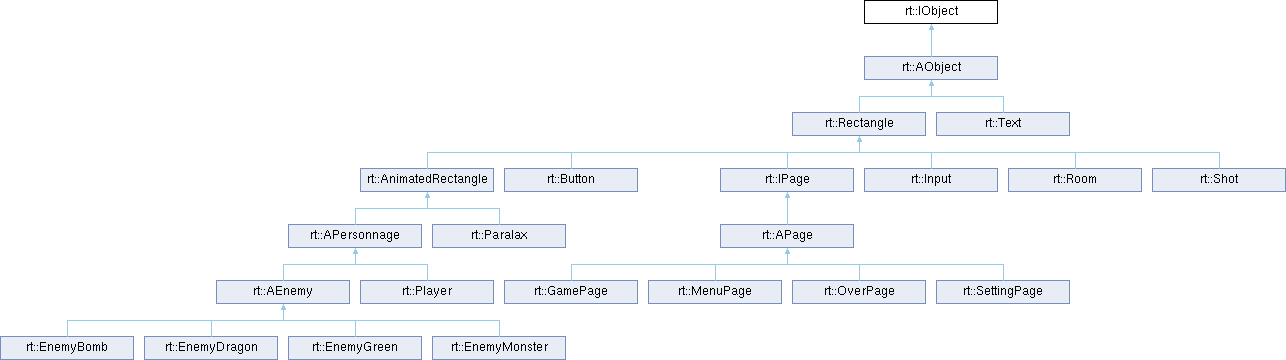 rt::IObject
rt::AObject
rt::Rectangle
rt::Text
rt::AnimatedRectangle
rt::Button
rt::IPage
rt::Input
rt::Room
rt::Shot
rt::APersonnage
rt::Paralax
rt::APage
rt::AEnemy
rt::Player
rt::GamePage
rt::MenuPage
rt::OverPage
rt::SettingPage
rt::EnemyBomb
rt::EnemyDragon
rt::EnemyGreen
rt::EnemyMonster